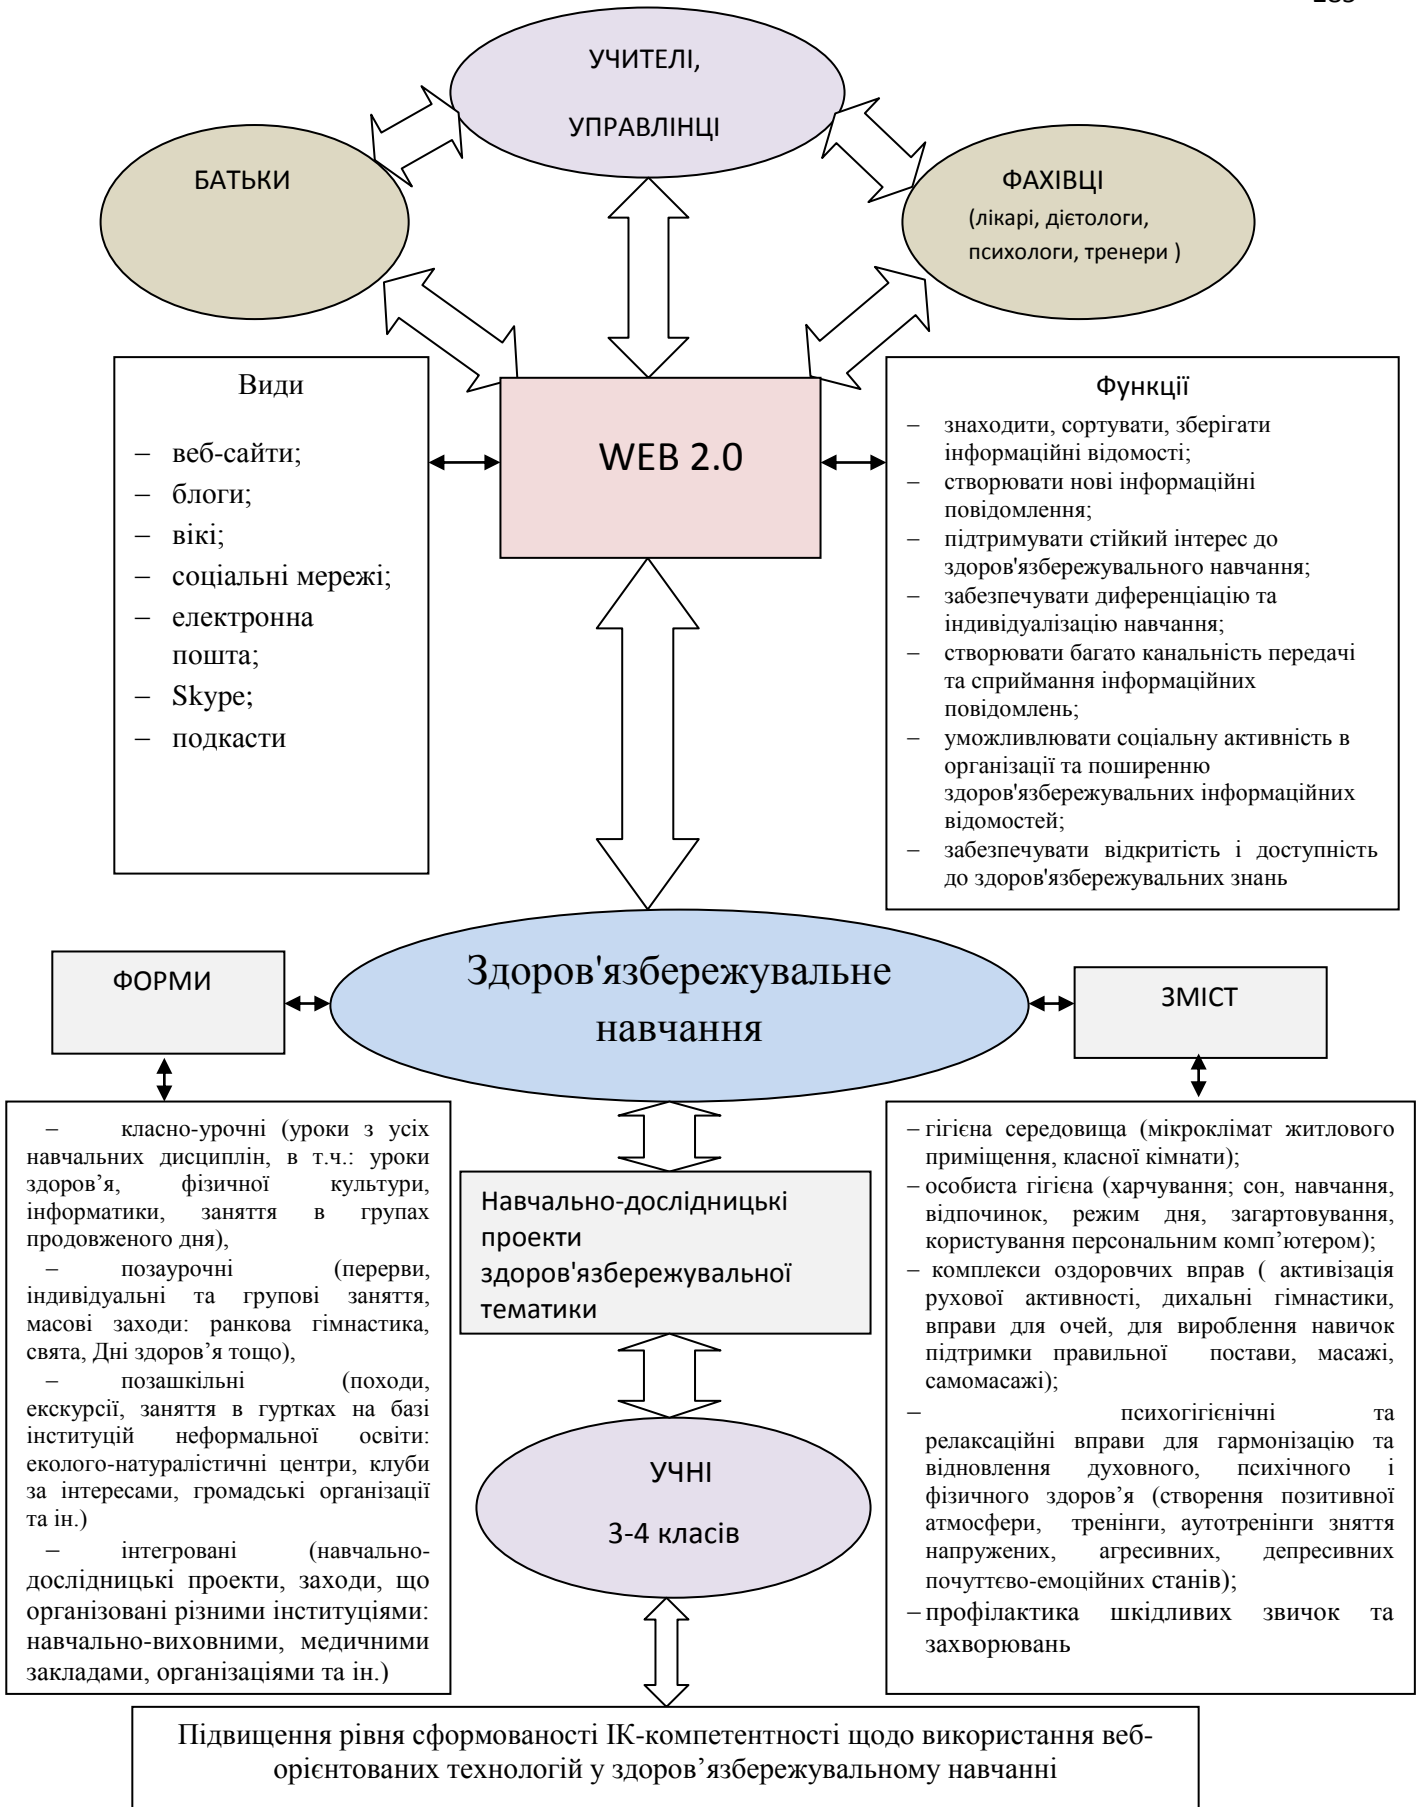 УЧИТЕЛІ,
УПРАВЛІНЦІ
БАТЬКИ
ФАХІВЦІ
(лікарі, дієтологи,
психологи, тренери )
Види
– веб-сайти;
– блоги;
– вікі;
– соціальні мережі;
– електронна
пошта;
– Skype;
– подкасти
WEB 2.0
Функції
– знаходити, сортувати, зберігати
інформаційні відомості;
– створювати нові інформаційні
повідомлення;
– підтримувати стійкий інтерес до
здоров'язбережувального навчання;
– забезпечувати диференціацію та
індивідуалізацію навчання;
– створювати багато канальність передачі
та сприймання інформаційних
повідомлень;
– уможливлювати соціальну активність в
організації та поширенню
здоров'язбережувальних інформаційних
відомостей;
– забезпечувати відкритість і доступність
до здоров'язбережувальних знань
Здоров'язбережувальне
навчання
ФОРМИ
ЗМІСТ
– класно-урочні (уроки з усіх
навчальних дисциплін, в т.ч.: уроки
здоров’я, фізичної культури,
інформатики, заняття в групах
продовженого дня),
– позаурочні (перерви,
індивідуальні та групові заняття,
масові заходи: ранкова гімнастика,
свята, Дні здоров’я тощо),
– позашкільні (походи,
екскурсії, заняття в гуртках на базі
інституцій неформальної освіти:
еколого-натуралістичні центри, клуби
за інтересами, громадські організації
та ін.)
– інтегровані (навчально-
дослідницькі проекти, заходи, що
організовані різними інституціями:
навчально-виховними, медичними
закладами, організаціями та ін.)
Навчально-дослідницькі
проекти
здоров'язбережувальної
тематики
УЧНІ
3-4 класів
– гігієна середовища (мікроклімат житлового
приміщення, класної кімнати);
– особиста гігієна (харчування; сон, навчання,
відпочинок, режим дня, загартовування,
користування персональним комп’ютером);
– комплекси оздоровчих вправ ( активізація
рухової активності, дихальні гімнастики,
вправи для очей, для вироблення навичок
підтримки правильної постави, масажі,
самомасажі);
– психогігієнічні та
релаксаційні вправи для гармонізацію та
відновлення духовного, психічного і
фізичного здоров’я (створення позитивної
атмосфери, тренінги, аутотренінги зняття
напружених, агресивних, депресивних
почуттєво-емоційних станів);
– профілактика шкідливих звичок та
захворювань
Підвищення рівня сформованості ІК-компетентності щодо використання веб-
орієнтованих технологій у здоров’язбережувальному навчанні